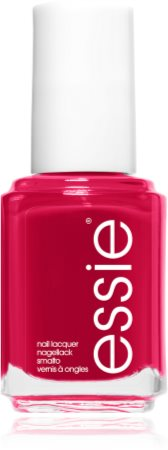 essie®
nail lacquer
nagellack
smalto
vernis à ongles